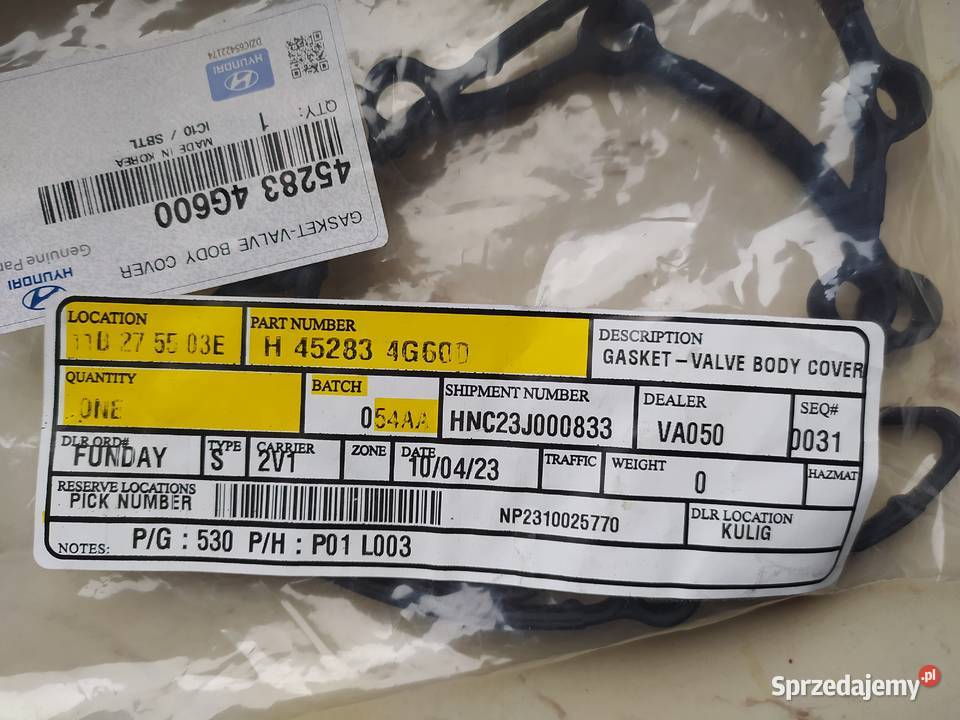 DZIC65422174
HYUNDAI
QTY: 1
IC10 / SBTL
MADE IN KOREA
45283 4G600
GASKET-VALVE BODY COVER
HYUNDAI
Genuine Par
LOCATION
11D 27 55 03E
PART NUMBER
H 45283 4G600
DESCRIPTION
GASKET-VALVE BODY COVER
QUANTITY
ONE
BATCH
054AA
SHIPMENT NUMBER
HNC23J000833
DEALER
VA050
SEQ#
0031
DLR ORD#
FUNDAY
TYPE
S
CARRIER
2V1
ZONE
DATE
10/04/23
TRAFFIC
WEIGHT
0
HAZMAT
RESERVE LOCATIONS
PICK NUMBER
NP2310025770
DLR LOCATION
KULIG
NOTES: P/G : 530 P/H : P01 L003
Sprzedajemy.pl